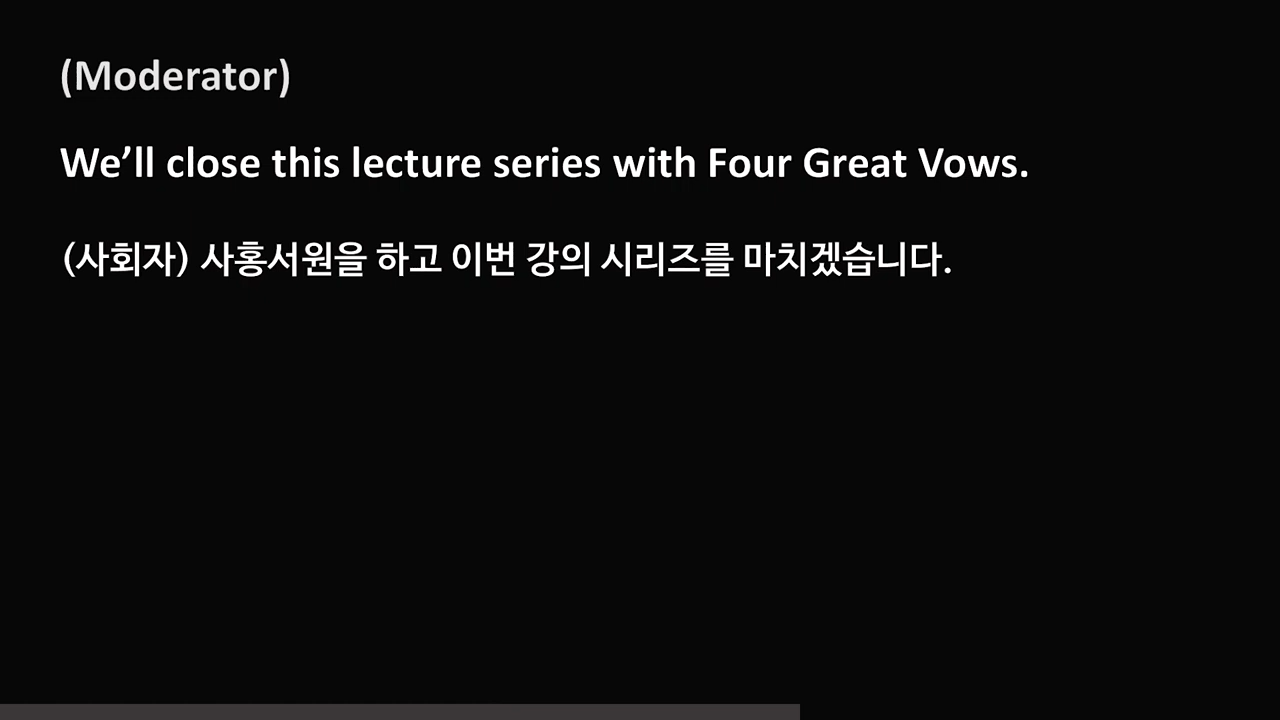 (Moderator)
We’ll close this lecture series with Four Great Vows.
(사회자) 사홍서원을 하고 이번 강의 시리즈를 마치겠습니다.